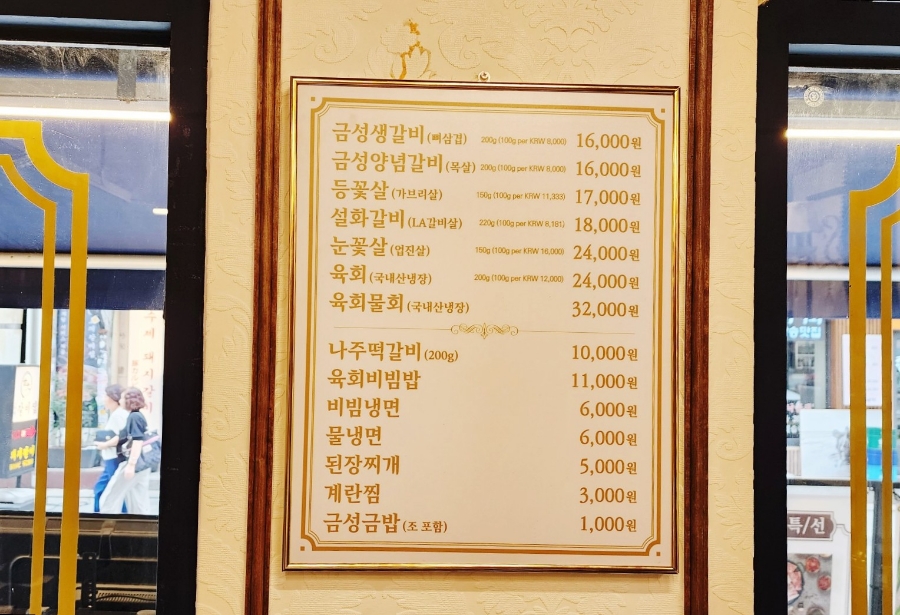 금성생갈비 (뼈삼겹) 200g (100g per KRW 8,000) 16,000원
금성양념갈비 (목살) 200g (100g per KRW 8,000) 16,000원
등꽃살 (가브리살) 150g (100g per KRW 11,333) 17,000원
설화갈비 (LA갈비살) 220g (100g per KRW 8,181) 18,000원
눈꽃살 (업진살) 150g (100g per KRW 16,000) 24,000원
육회 (국내산냉장) 200g (100g per KRW 12,000) 24,000원
육회물회 (국내산냉장) 32,000원
나주떡갈비 (200g) 10,000원
육회비빔밥 11,000원
비빔냉면 6,000원
물냉면 6,000원
된장찌개 5,000원
계란찜 3,000원
금성금밥 (조 포함) 1,000원
특/선